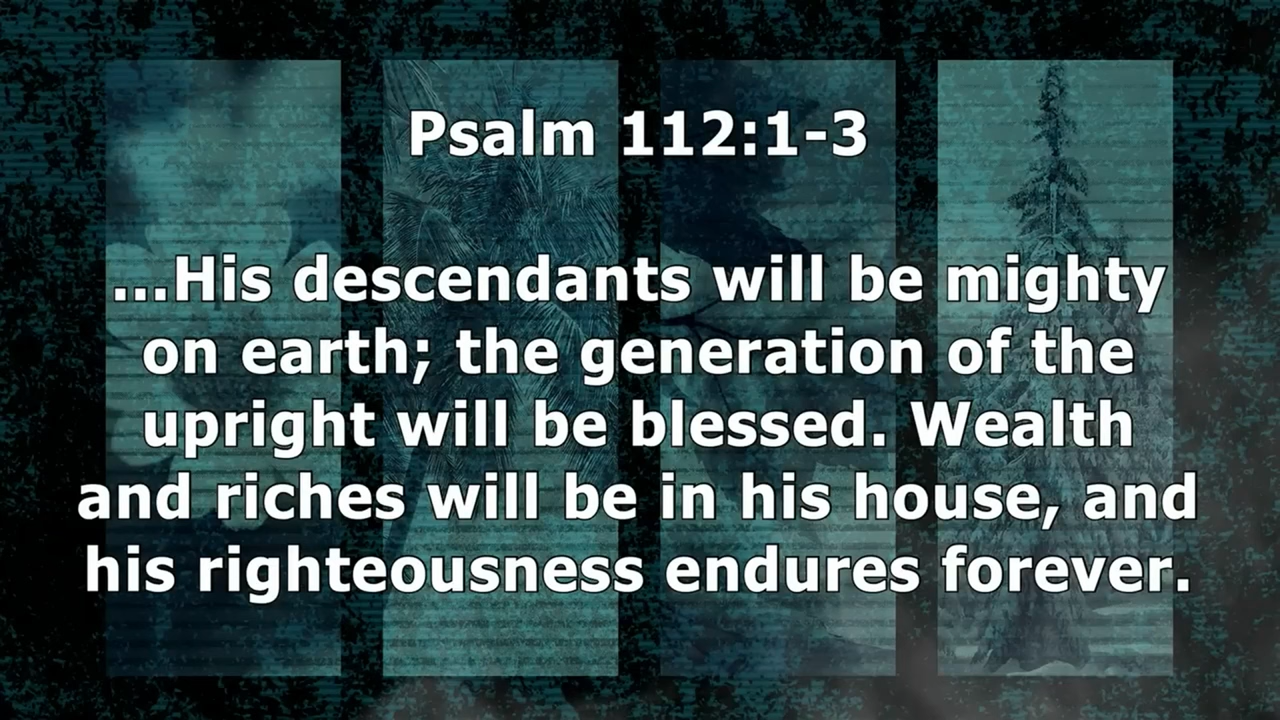 Psalm 112:1-3
...His descendants will be mighty
on earth; the generation of the
upright will be blessed. Wealth
and riches will be in his house, and
his righteousness endures forever.